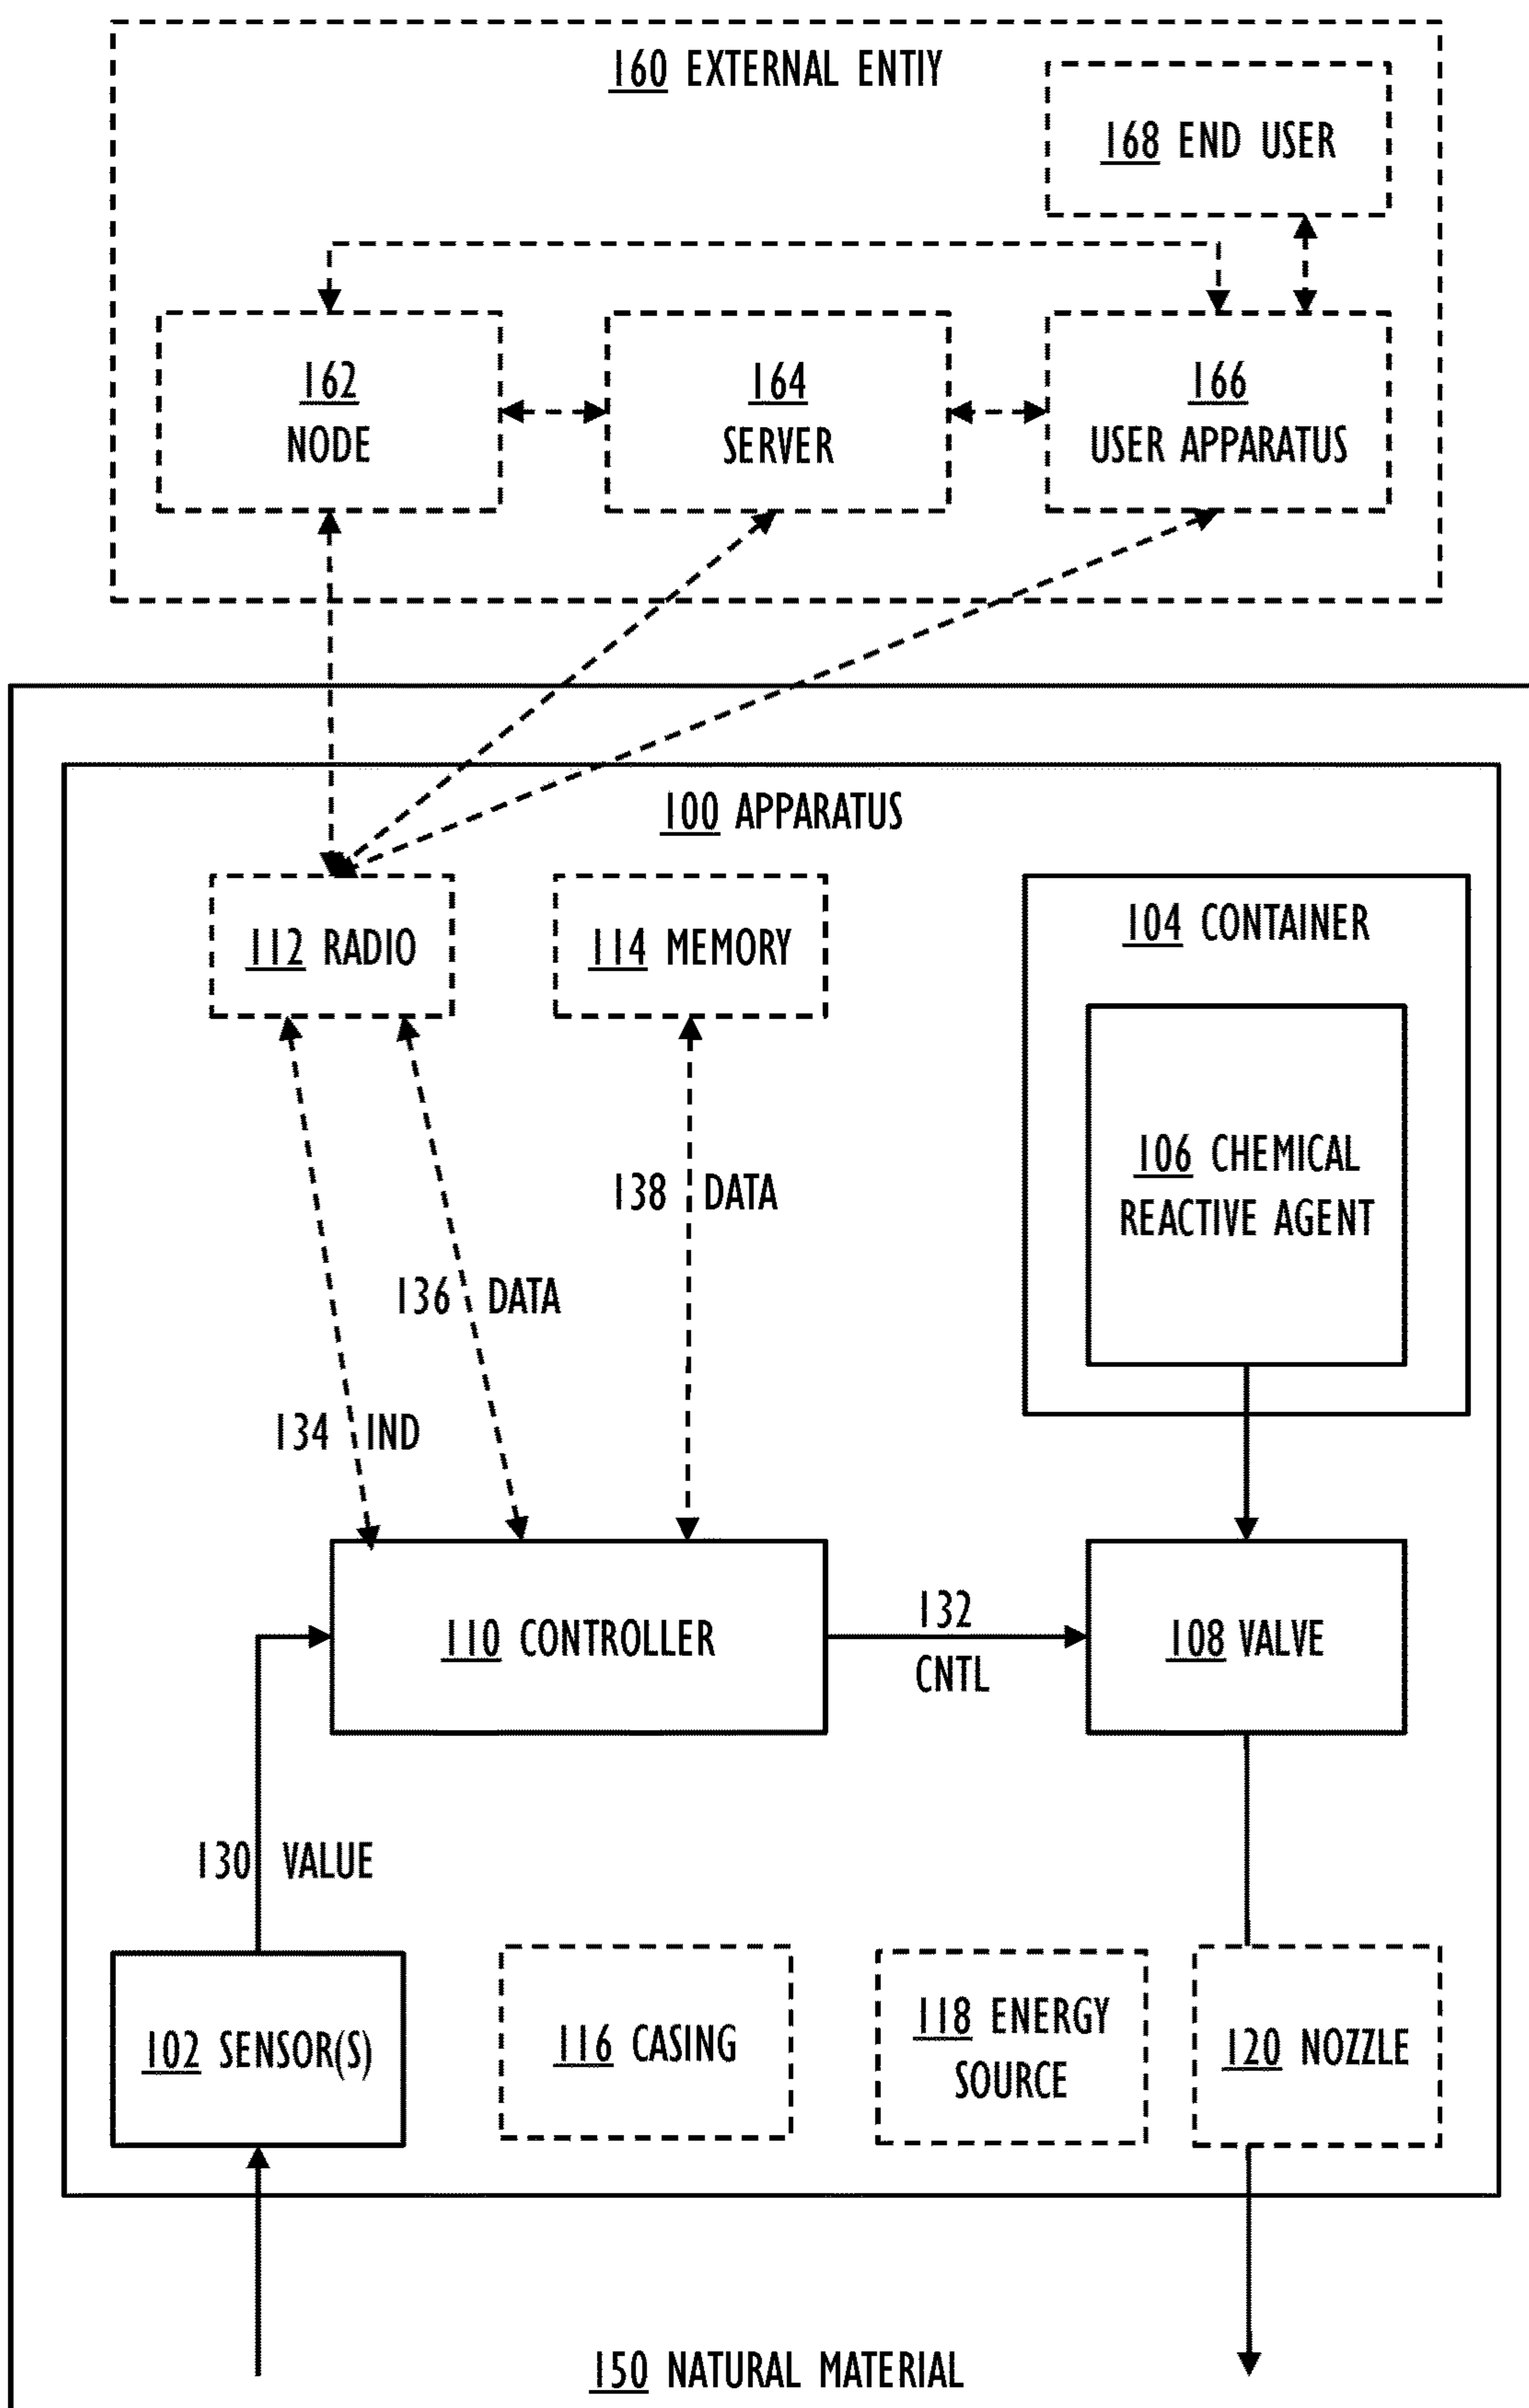 160 EXTERNAL ENTIY
168 END USER
162
NODE
164
SERVER
166
USER APPARATUS
100 APPARATUS
112 RADIO
114 MEMORY
104 CONTAINER
106 CHEMICAL
REACTIVE AGENT
138 DATA
136 DATA
134 IND
110 CONTROLLER
132
CNTL
108 VALVE
130 VALUE
102 SENSOR(S)
116 CASING
118 ENERGY
SOURCE
120 NOZZLE
150 NATURAL MATERIAL